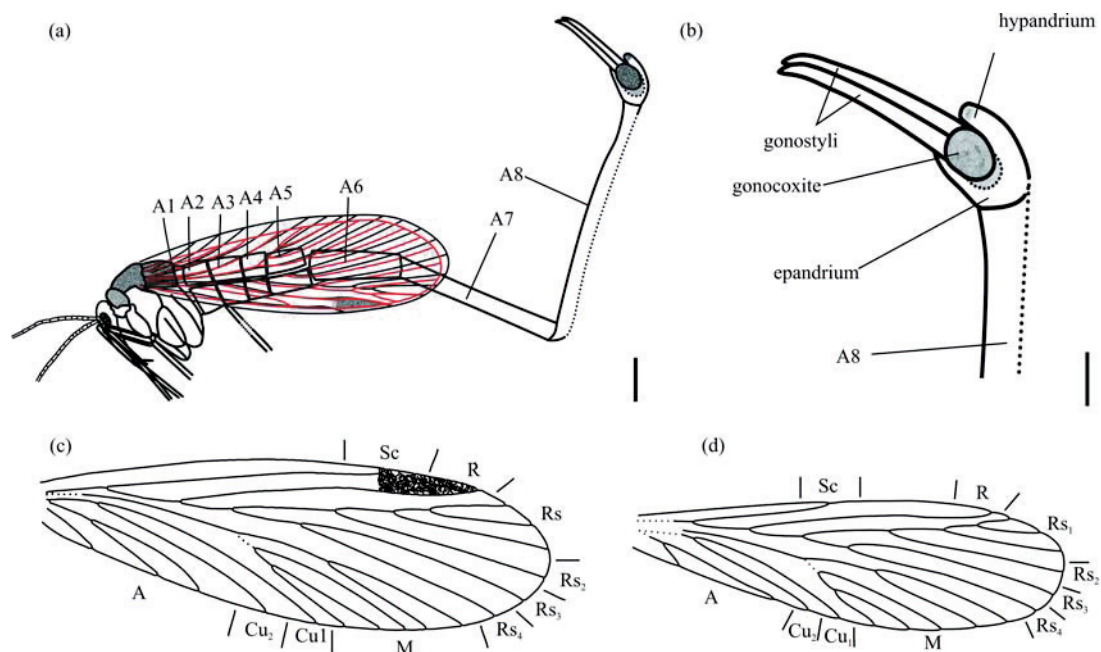 (a)
A1
A2
A3
A4
A5
A6
A7
A8
(b)
hypandrium
gonostyli
gonocoxite
epandrium
A8
(c)
Sc
R
Rs
Rs₂
Rs₃
Rs₄
M
Cu1
Cu₂
A
(d)
Sc
R
Rs₁
Rs₂
Rs₃
Rs₄
M
Cu₁
Cu₂
A